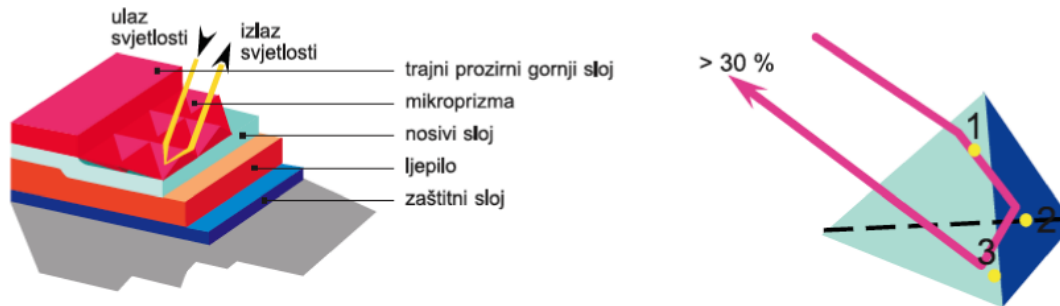 ulaz
svjetlosti
izlaz
svjetlosti
trajni prozirni gornji sloj
mikroprizma
nosivi sloj
ljepilo
zaštitni sloj
> 30 %
1
2
3